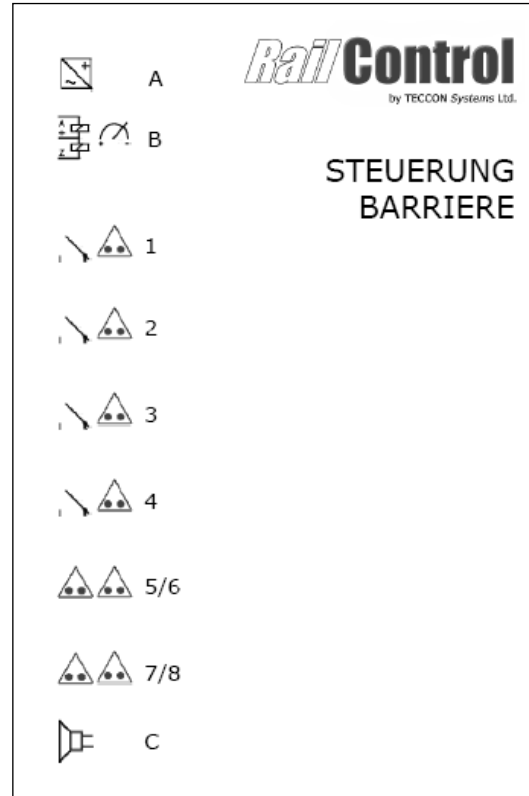 RailControl
by TECCON Systems Ltd.
STEUERUNG
BARRIERE
A
B
1
2
3
4
5/6
7/8
C